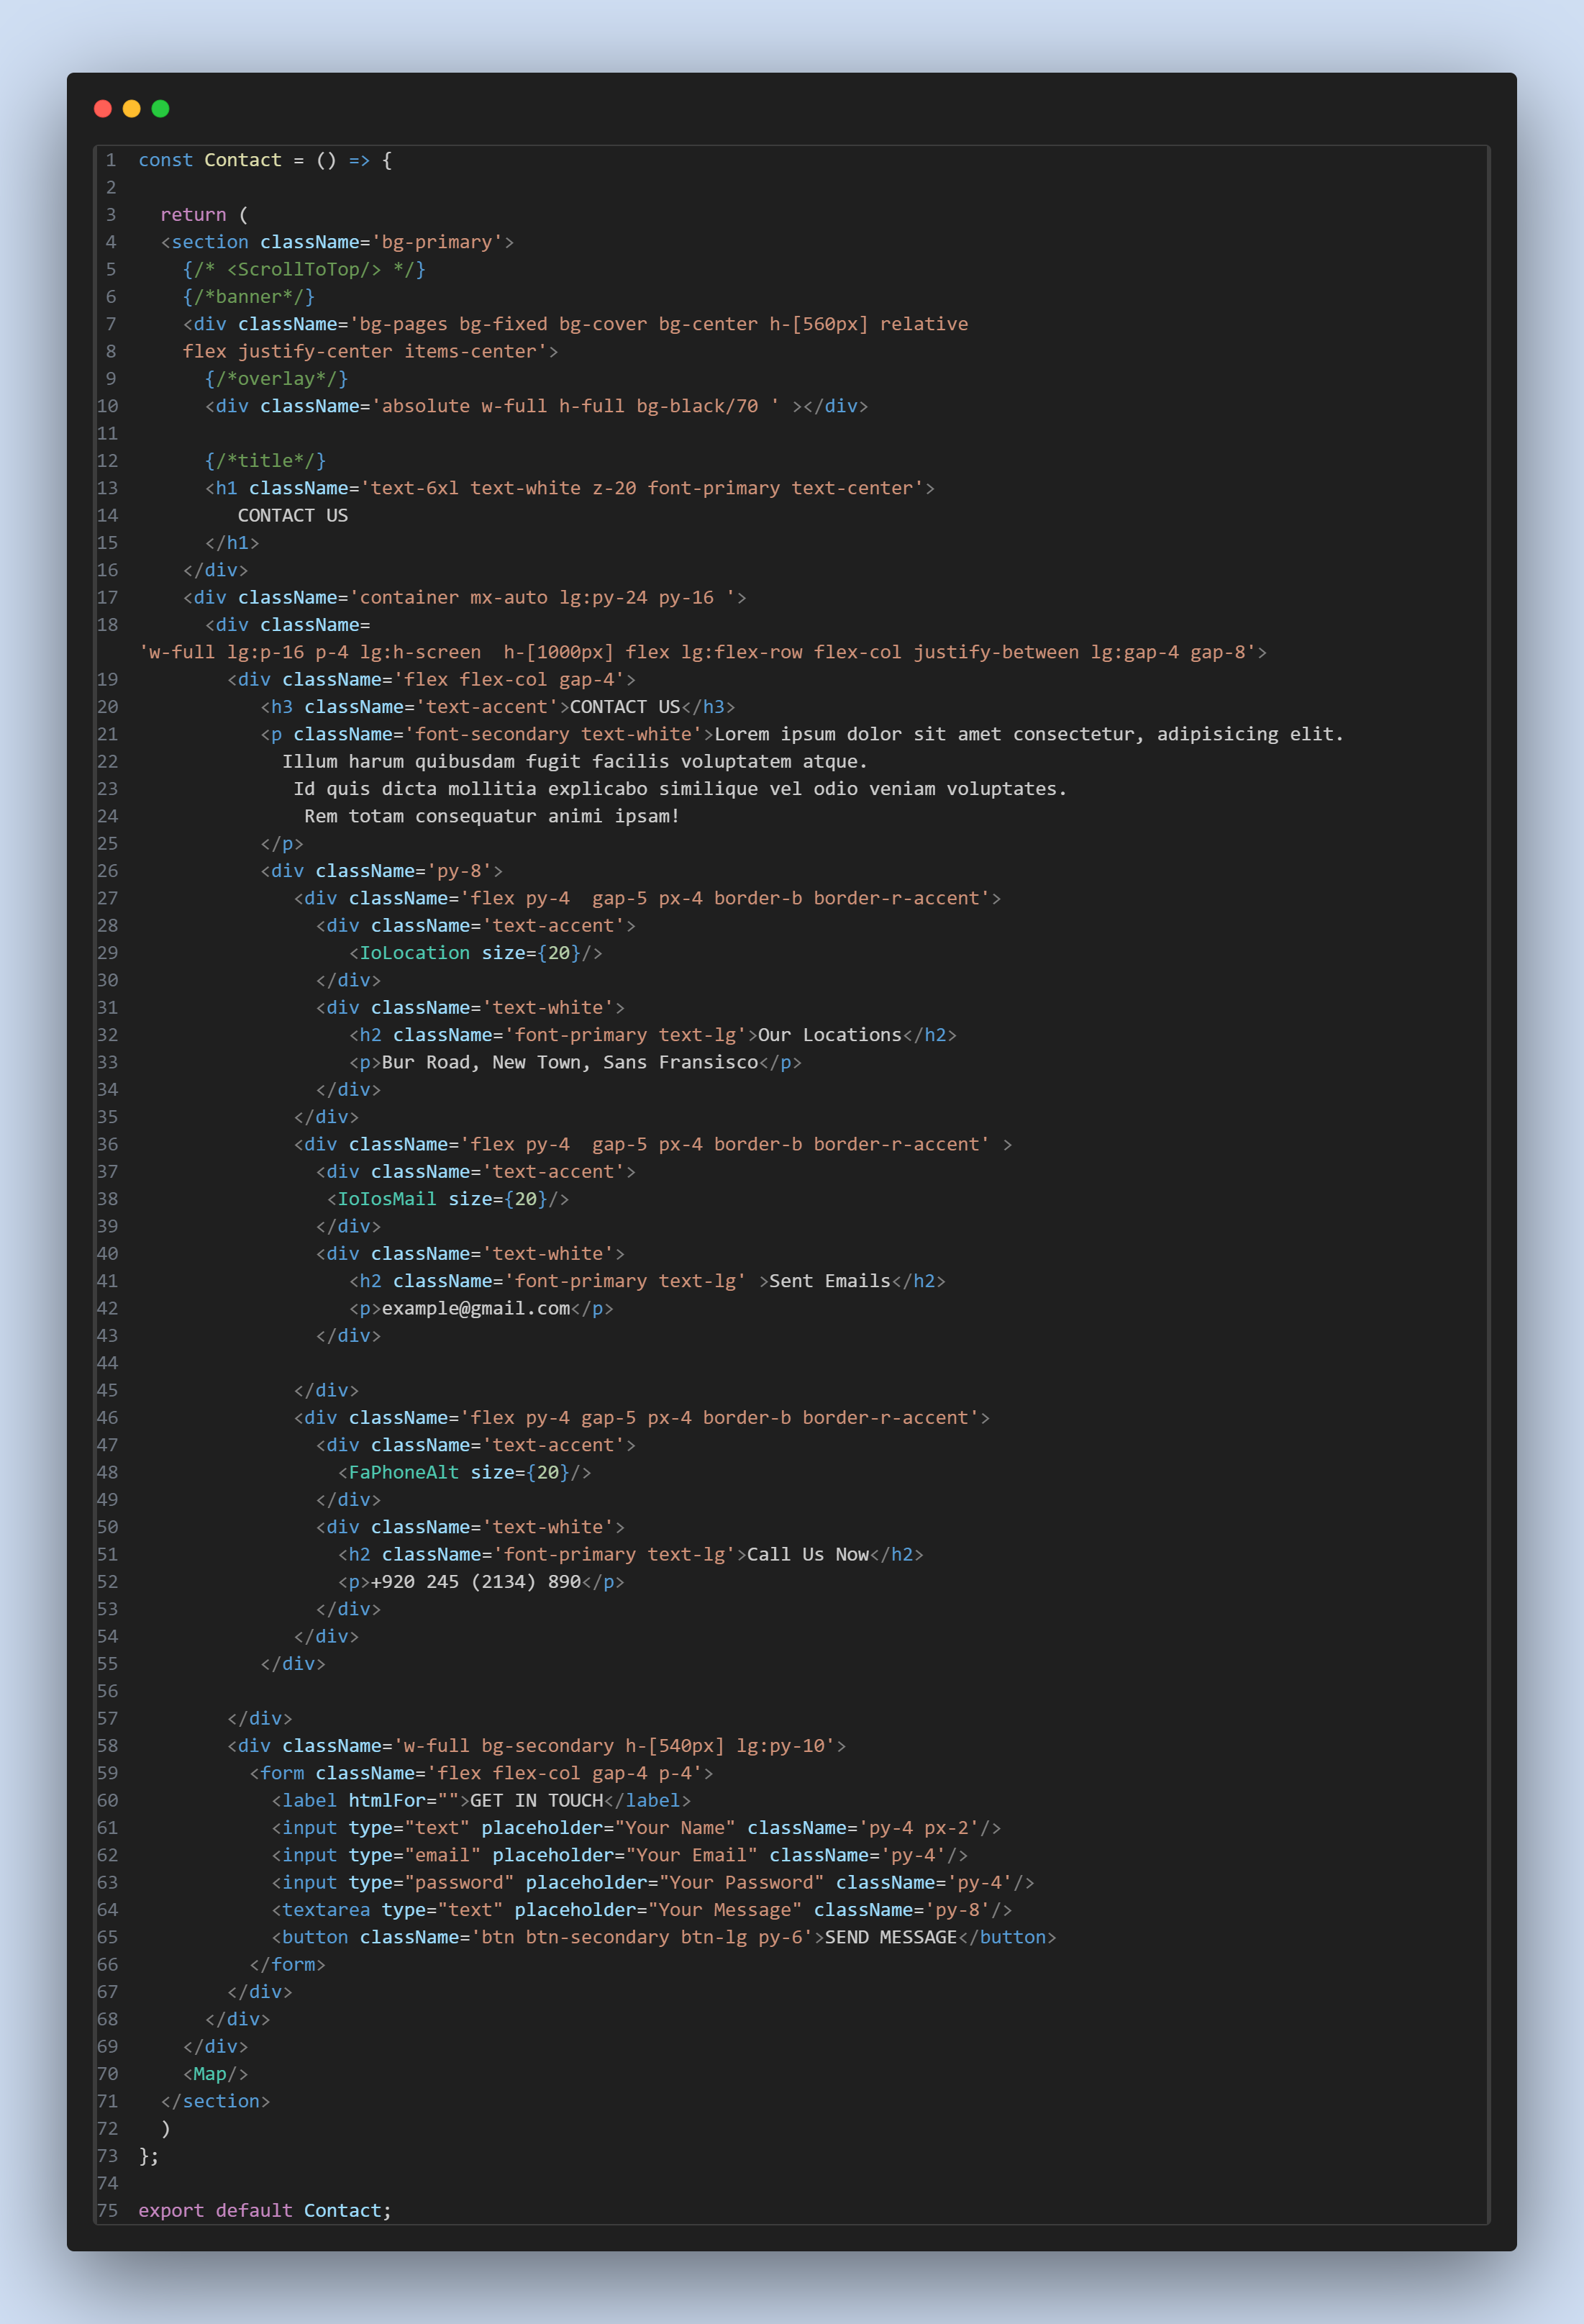 1 const Contact = () => {
2
3   return (
4   <section className='bg-primary'>
5     {/* <ScrollToTop/> */}
6     {/*banner*/}
7     <div className='bg-pages bg-fixed bg-cover bg-center h-[560px] relative
8     flex justify-center items-center'>
9       {/*overlay*/}
10       <div className='absolute w-full h-full bg-black/70 ' ></div>
11
12       {/*title*/}
13       <h1 className='text-6xl text-white z-20 font-primary text-center'>
14          CONTACT US
15       </h1>
16     </div>
17     <div className='container mx-auto lg:py-24 py-16 '>
18       <div className=
'w-full lg:p-16 p-4 lg:h-screen  h-[1000px] flex lg:flex-row flex-col justify-between lg:gap-4 gap-8'>
19         <div className='flex flex-col gap-4'>
20            <h3 className='text-accent'>CONTACT US</h3>
21            <p className='font-secondary text-white'>Lorem ipsum dolor sit amet consectetur, adipisicing elit.
22              Illum harum quibusdam fugit facilis voluptatem atque.
23               Id quis dicta mollitia explicabo similique vel odio veniam voluptates.
24                Rem totam consequatur animi ipsam!
25            </p>
26            <div className='py-8'>
27               <div className='flex py-4  gap-5 px-4 border-b border-r-accent'>
28                 <div className='text-accent'>
29                    <IoLocation size={20}/>
30                 </div>
31                 <div className='text-white'>
32                    <h2 className='font-primary text-lg'>Our Locations</h2>
33                    <p>Bur Road, New Town, Sans Fransisco</p>
34                 </div>
35               </div>
36               <div className='flex py-4  gap-5 px-4 border-b border-r-accent' >
37                 <div className='text-accent'>
38                  <IoIosMail size={20}/>
39                 </div>
40                 <div className='text-white'>
41                    <h2 className='font-primary text-lg' >Sent Emails</h2>
42                    <p>example@gmail.com</p>
43                 </div>
44
45               </div>
46               <div className='flex py-4 gap-5 px-4 border-b border-r-accent'>
47                 <div className='text-accent'>
48                   <FaPhoneAlt size={20}/>
49                 </div>
50                 <div className='text-white'>
51                   <h2 className='font-primary text-lg'>Call Us Now</h2>
52                   <p>+920 245 (2134) 890</p>
53                 </div>
54               </div>
55            </div>
56
57         </div>
58         <div className='w-full bg-secondary h-[540px] lg:py-10'>
59           <form className='flex flex-col gap-4 p-4'>
60             <label htmlFor="">GET IN TOUCH</label>
61             <input type="text" placeholder="Your Name" className='py-4 px-2'/>
62             <input type="email" placeholder="Your Email" className='py-4'/>
63             <input type="password" placeholder="Your Password" className='py-4'/>
64             <textarea type="text" placeholder="Your Message" className='py-8'/>
65             <button className='btn btn-secondary btn-lg py-6'>SEND MESSAGE</button>
66           </form>
67         </div>
68       </div>
69     </div>
70     <Map/>
71   </section>
72   )
73 };
74
75 export default Contact;